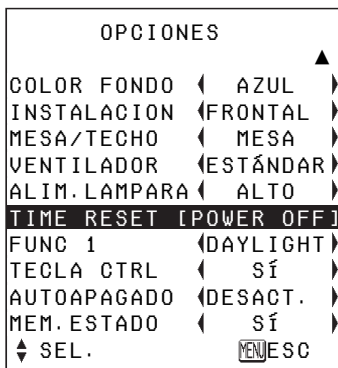 OPCIONES
▲
COLOR FONDO ◀ AZUL ▶
INSTALACION ◀FRONTAL ▶
MESA/TECHO ◀ MESA ▶
VENTILADOR ◀ESTÁNDAR▶
ALIM.LAMPARA◀ ALTO ▶
TIME RESET [POWER OFF]
FUNC 1 ◀DAYLIGHT▶
TECLA CTRL ◀ SÍ ▶
AUTOAPAGADO ◀DESACT. ▶
MEM.ESTADO ◀ SÍ ▶
SEL. MENU ESC